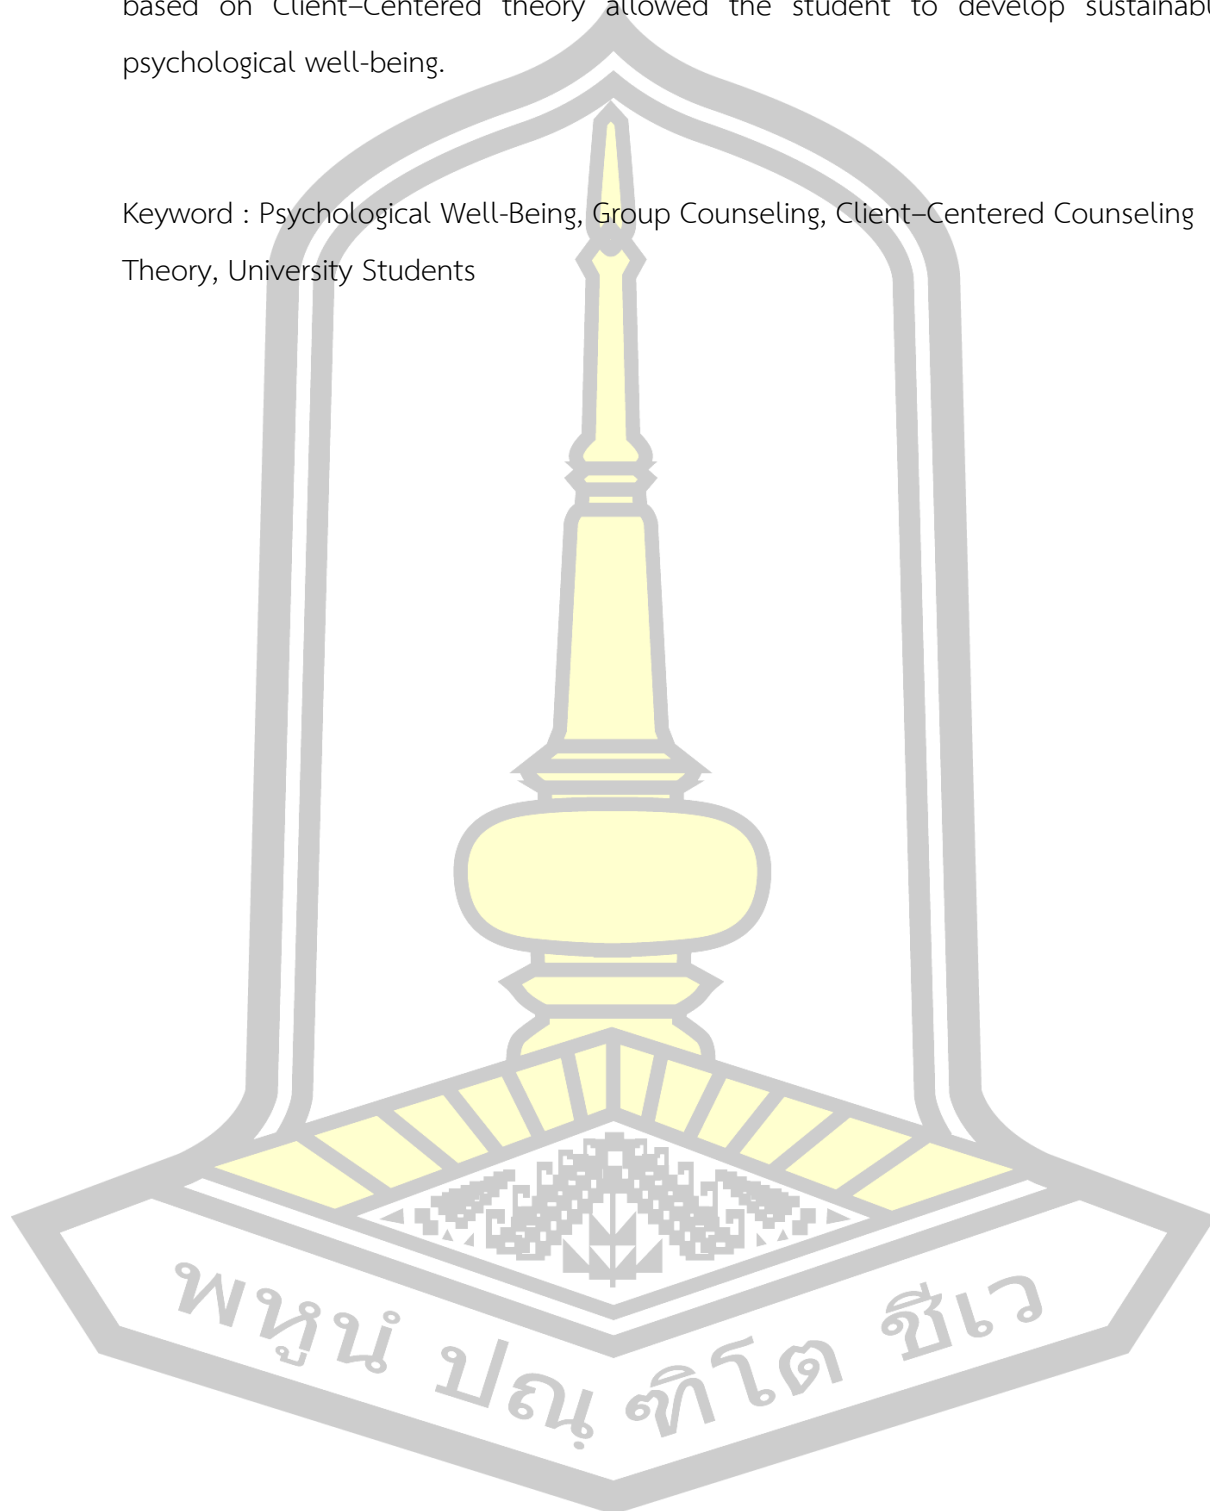 based on Client–Centered theory allowed the student to develop sustainabl
psychological well-being.
Keyword : Psychological Well-Being, Group Counseling, Client–Centered Counseling
Theory, University Students
พหูนํ ปณฺฑิโต ชีเว